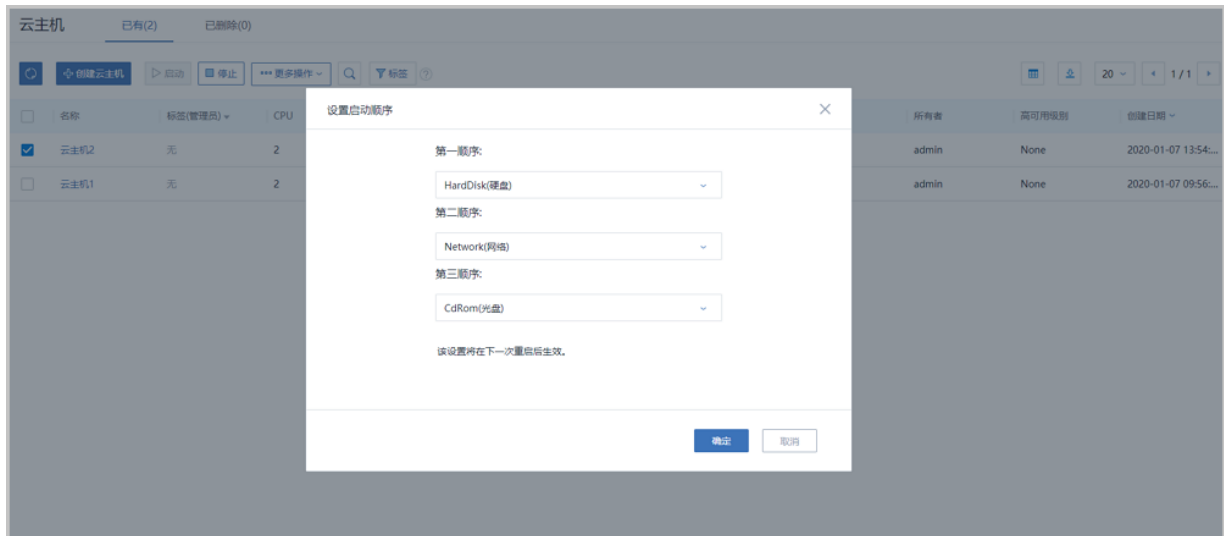 云主机 已有(2) 已删除(0)
创建云主机 启动 停止 ••• 更多操作 标签 20 1 / 1
名称 标签(管理员) CPU 所有者 高可用级别 创建日期
云主机2 无 2 admin None 2020-01-07 13:54:...
云主机1 无 2 admin None 2020-01-07 09:56:...
设置启动顺序
第一顺序:
HardDisk(硬盘)
第二顺序:
Network(网络)
第三顺序:
CdRom(光盘)
该设置将在下一次重启后生效。
确定 取消